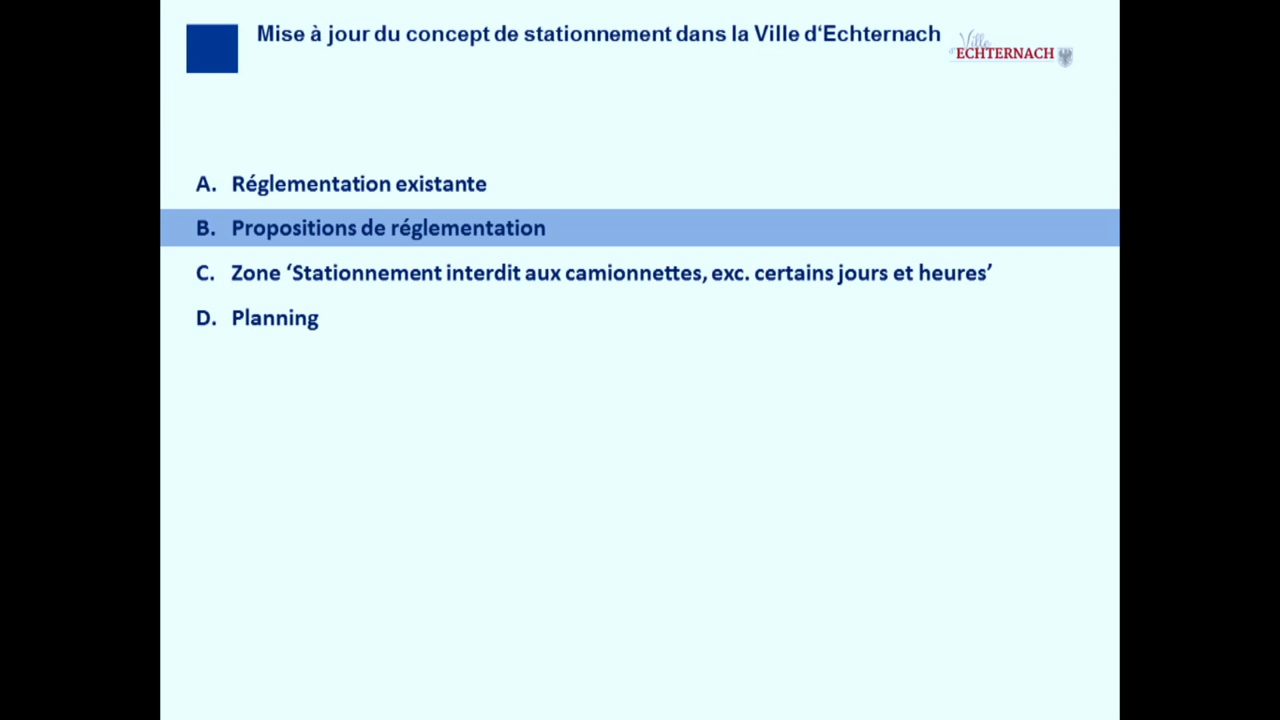 Mise à jour du concept de stationnement dans la Ville d‘Echternach
Ville
d'ECHTERNACH
A. Réglementation existante
B. Propositions de réglementation
C. Zone ‘Stationnement interdit aux camionnettes, exc. certains jours et heures’
D. Planning